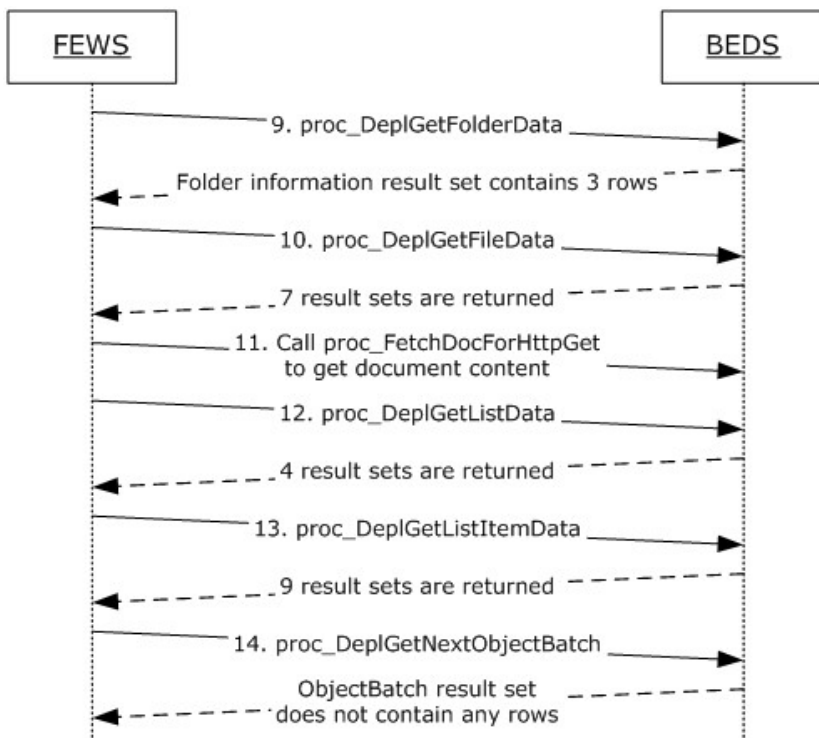 FEWS
BEDS
9. proc_DeplGetFolderData
Folder information result set contains 3 rows
10. proc_DeplGetFileData
7 result sets are returned
11. Call proc_FetchDocForHttpGet
to get document content
12. proc_DeplGetListData
4 result sets are returned
13. proc_DeplGetListItemData
9 result sets are returned
14. proc_DeplGetNextObjectBatch
ObjectBatch result set
does not contain any rows